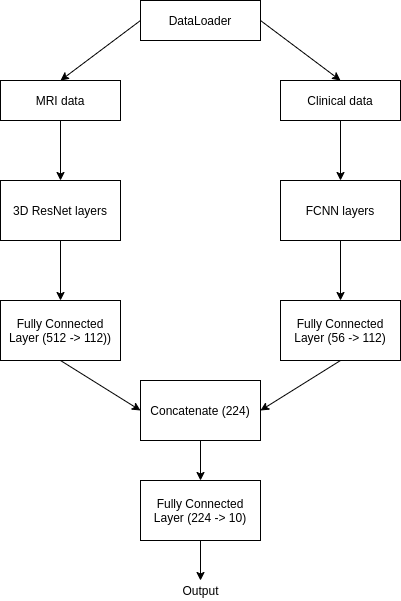 DataLoader
MRI data
Clinical data
3D ResNet layers
FCNN layers
Fully Connected
Layer (512 -> 112))
Fully Connected
Layer (56 -> 112)
Concatenate (224)
Fully Connected
Layer (224 -> 10)
Output